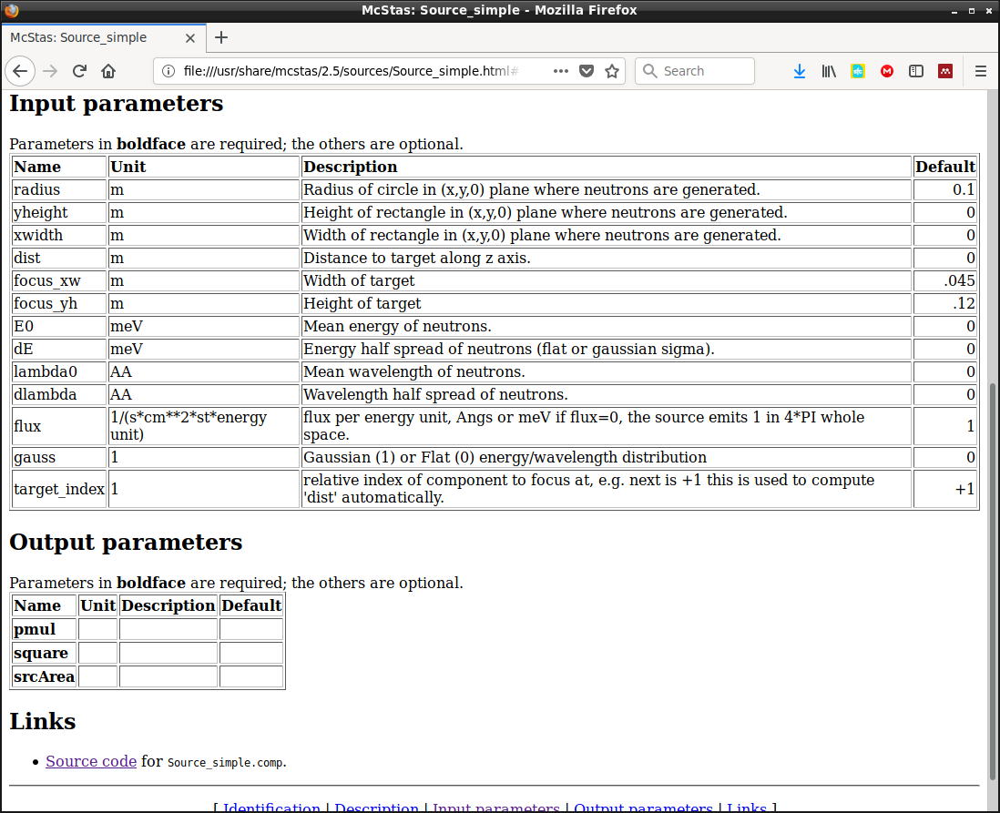 McStas: Source_simple - Mozilla Firefox
McStas: Source_simple
file:///usr/share/mcstas/2.5/sources/Source_simple.html#
Search
Input parameters
Parameters in boldface are required; the others are optional.
Name Unit Description Default
radius m Radius of circle in (x,y,0) plane where neutrons are generated. 0.1
yheight m Height of rectangle in (x,y,0) plane where neutrons are generated. 0
xwidth m Width of rectangle in (x,y,0) plane where neutrons are generated. 0
dist m Distance to target along z axis. 0
focus_xw m Width of target .045
focus_yh m Height of target .12
E0 meV Mean energy of neutrons. 0
dE meV Energy half spread of neutrons (flat or gaussian sigma). 0
lambda0 AA Mean wavelength of neutrons. 0
dlambda AA Wavelength half spread of neutrons. 0
flux 1/(s*cm**2*st*energy unit) flux per energy unit, Angs or meV if flux=0, the source emits 1 in 4*PI whole space. 1
gauss 1 Gaussian (1) or Flat (0) energy/wavelength distribution 0
target_index 1 relative index of component to focus at, e.g. next is +1 this is used to compute 'dist' automatically. +1
Output parameters
Parameters in boldface are required; the others are optional.
Name Unit Description Default
pmul
square
srcArea
Links
• Source code for Source_simple.comp.
[ Identification | Description | Input parameters | Output parameters | Links ]